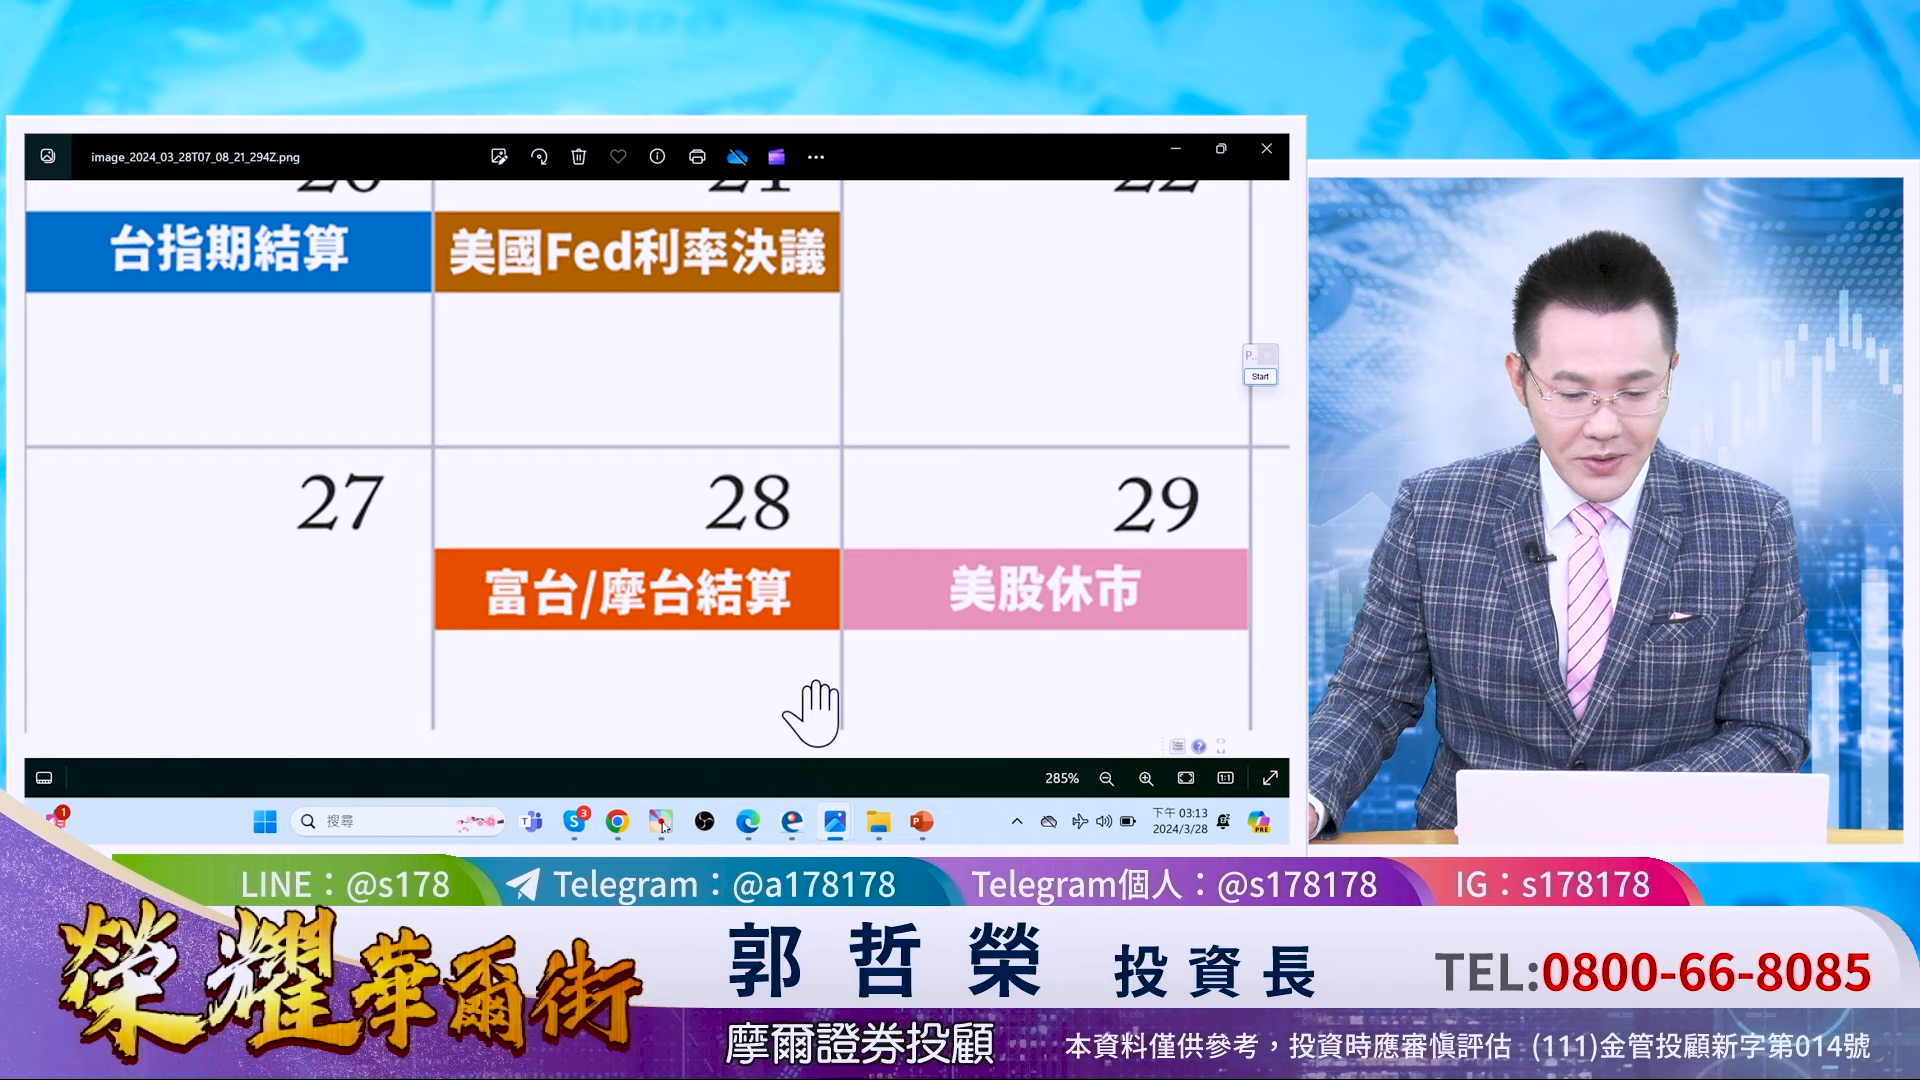 image_2024_03_28T07_08_21_294Z.png
台指期結算
美國Fed利率決議
P..
Start
27
28
29
富台/摩台結算
美股休市
285%
1
搜尋
3
下午 03:13
2024/3/28
LINE：@s178
Telegram：@a178178
Telegram個人：@s178178
IG：s178178
榮耀華爾街
郭哲榮 投資長
TEL:0800-66-8085
摩爾證券投顧
本資料僅供參考，投資時應審慎評估 (111)金管投顧新字第014號